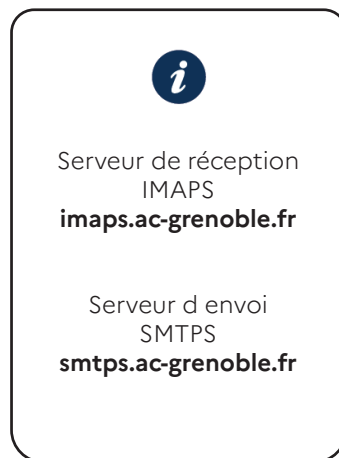 i
Serveur de réception
IMAPS
imaps.ac-grenoble.fr
Serveur d envoi
SMTPS
smtps.ac-grenoble.fr